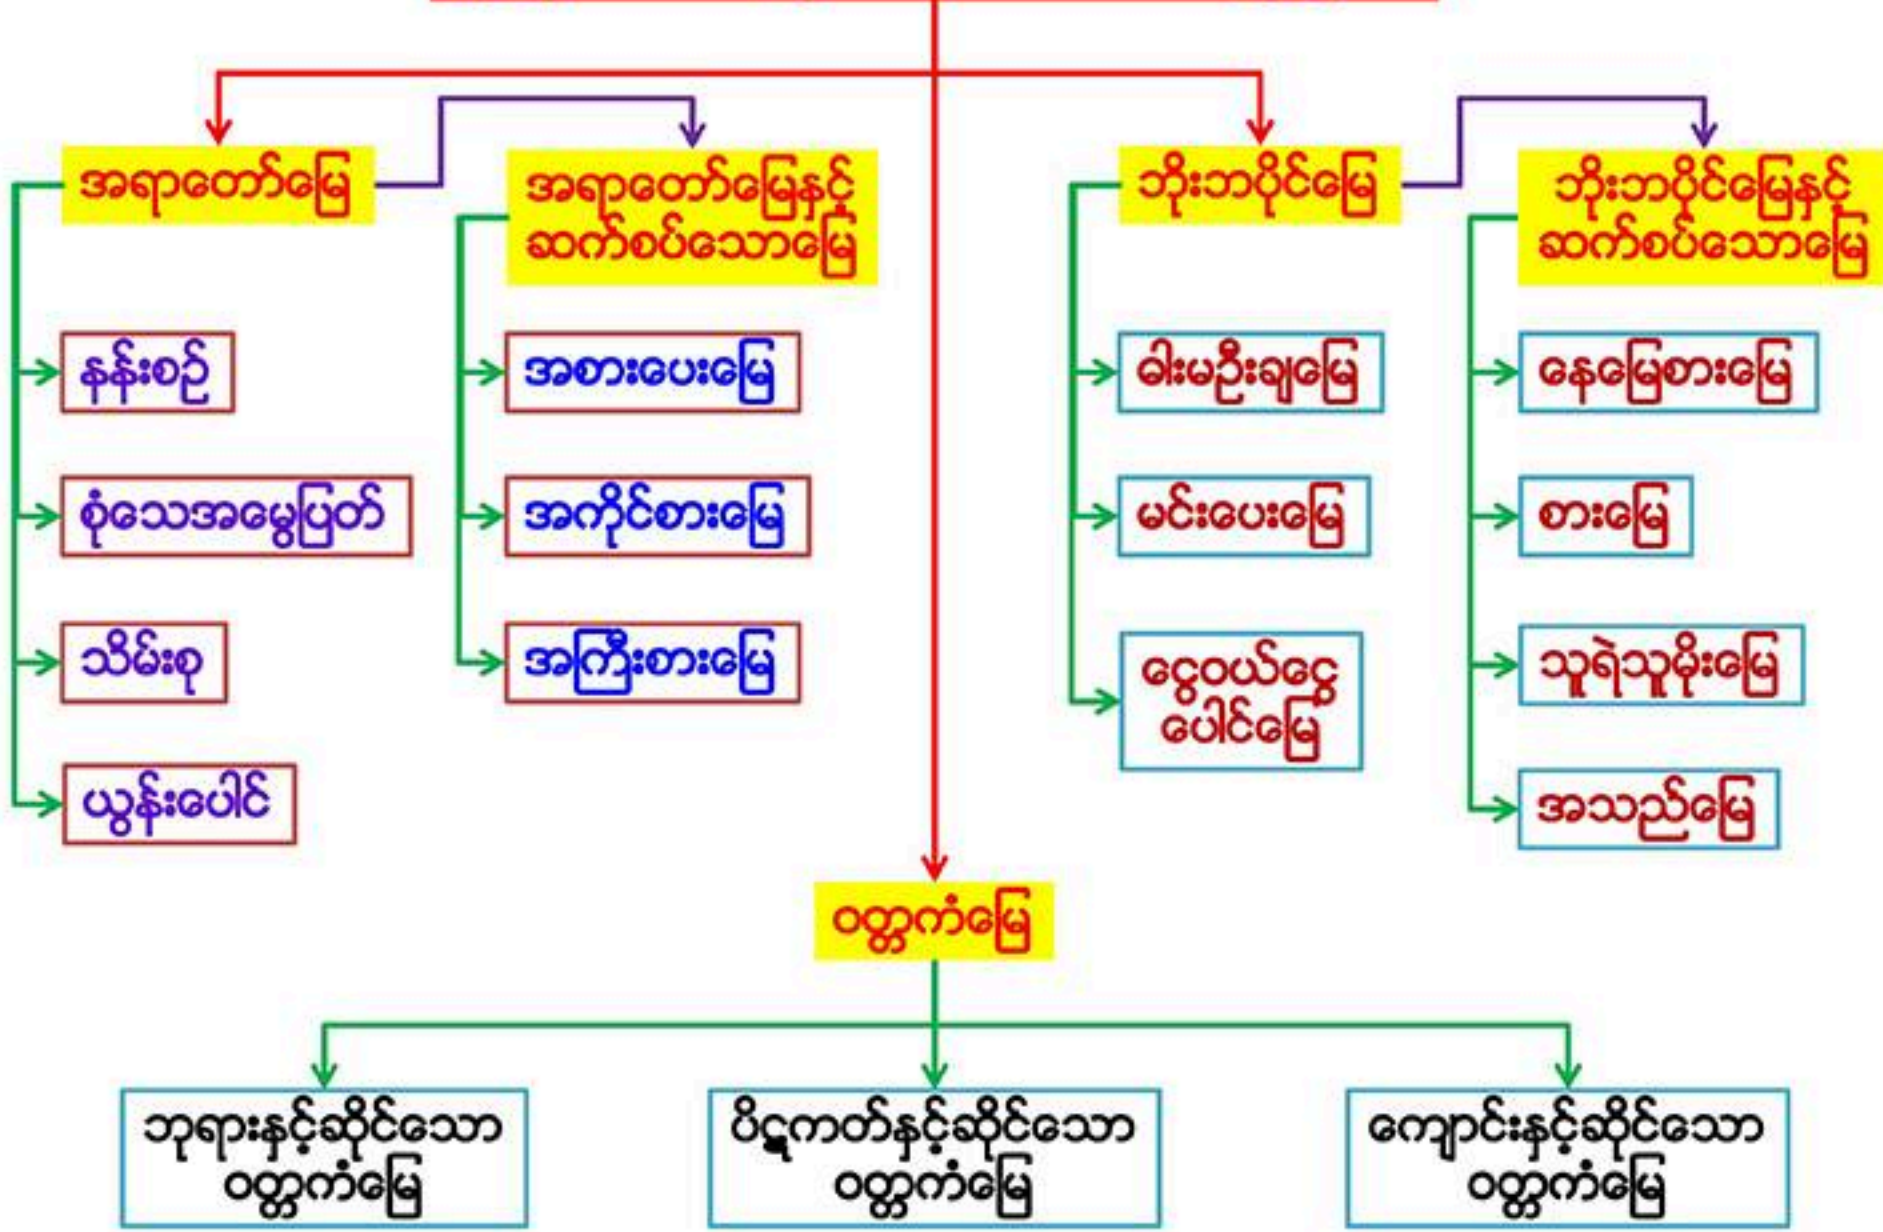 အရာတော်မြေ
အရာတော်မြေနှင့်
ဆက်စပ်သောမြေ
နန်းစဉ်
စုံသေအမွေပြတ်
သိမ်းစု
ယွန်းပေါင်
အစားပေးမြေ
အကိုင်စားမြေ
အကြီးစားမြေ
ဘိုးဘပိုင်မြေ
ဘိုးဘပိုင်မြေနှင့်
ဆက်စပ်သောမြေ
ဓါးမဦးချမြေ
မင်းပေးမြေ
ငွေဝယ်ငွေ
ပေါင်မြေ
နေမြေစားမြေ
စားမြေ
သူရဲသူမိုးမြေ
အသည်မြေ
ဝတ္တကံမြေ
ဘုရားနှင့်ဆိုင်သော
ဝတ္တကံမြေ
ပိဋကတ်နှင့်ဆိုင်သော
ဝတ္တကံမြေ
ကျောင်းနှင့်ဆိုင်သော
ဝတ္တကံမြေ